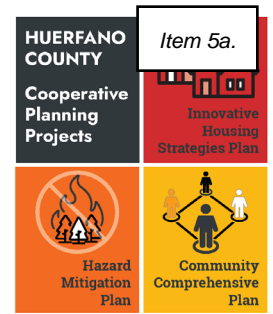 HUERFANO
COUNTY
Cooperative
Planning
Projects
Item 5a.
Innovative
Housing
Strategies Plan
Hazard
Mitigation
Plan
Community
Comprehensive
Plan